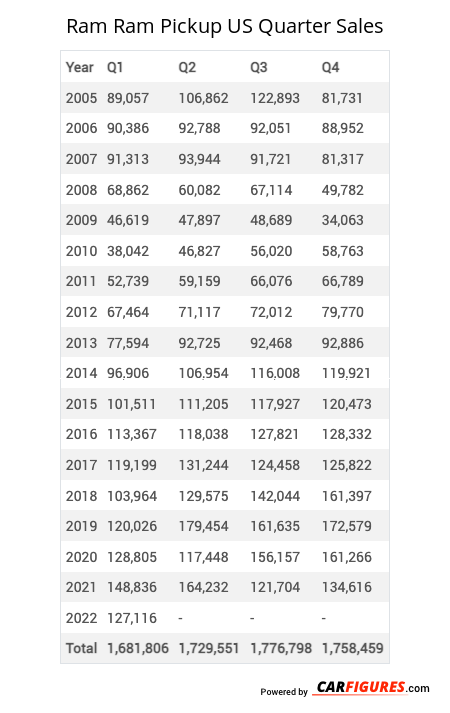 Ram Ram Pickup US Quarter Sales
Year Q1 Q2 Q3 Q4
2005 89,057 106,862 122,893 81,731
2006 90,386 92,788 92,051 88,952
2007 91,313 93,944 91,721 81,317
2008 68,862 60,082 67,114 49,782
2009 46,619 47,897 48,689 34,063
2010 38,042 46,827 56,020 58,763
2011 52,739 59,159 66,076 66,789
2012 67,464 71,117 72,012 79,770
2013 77,594 92,725 92,468 92,886
2014 96,906 106,954 116,008 119,921
2015 101,511 111,205 117,927 120,473
2016 113,367 118,038 127,821 128,332
2017 119,199 131,244 124,458 125,822
2018 103,964 129,575 142,044 161,397
2019 120,026 179,454 161,635 172,579
2020 128,805 117,448 156,157 161,266
2021 148,836 164,232 121,704 134,616
2022 127,116 - - -
Total 1,681,806 1,729,551 1,776,798 1,758,459
Powered by CARFIGURES.com